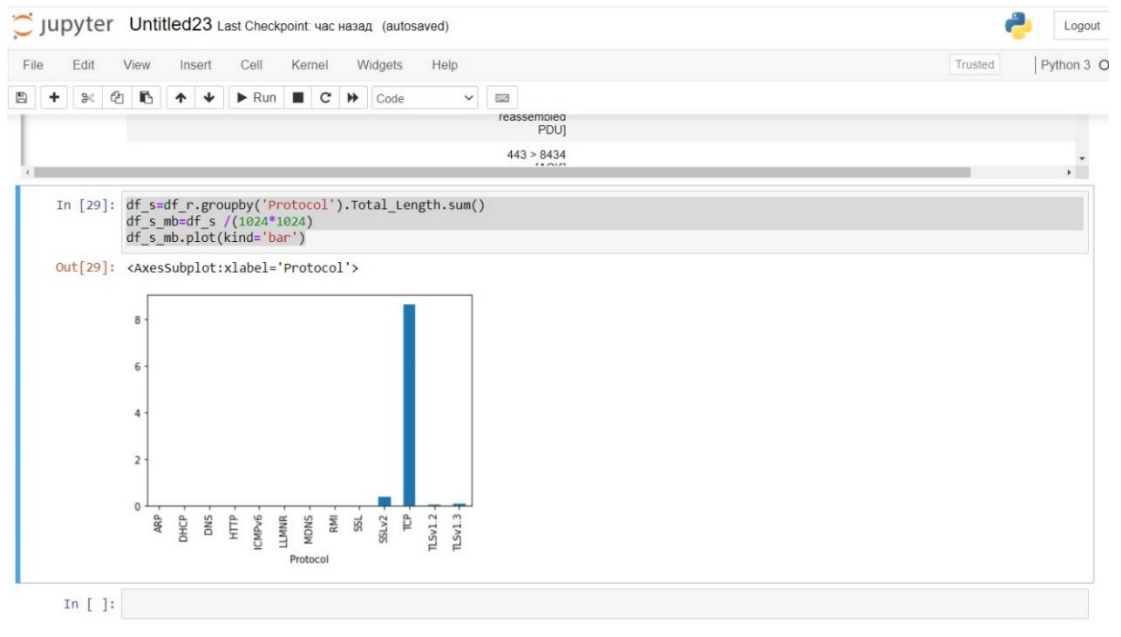 jupyter Untitled23 Last Checkpoint: час назад (autosaved)
Logout
File Edit View Insert Cell Kernel Widgets Help
Trusted Python 3
Run Code
reassembled
PDU]
443 > 8434
[ACK]
In [29]: df_s=df_r.groupby('Protocol').Total_Length.sum()
df_s_mb=df_s /(1024*1024)
df_s_mb.plot(kind='bar')
Out[29]: <AxesSubplot:xlabel='Protocol'>
8
6
4
2
0
ARP DHCP DNS HTTP ICMPv6 LLMNR MDNS RMI SSL SSLv2 TCP TLSv1.2 TLSv1.3
Protocol
In [ ]: